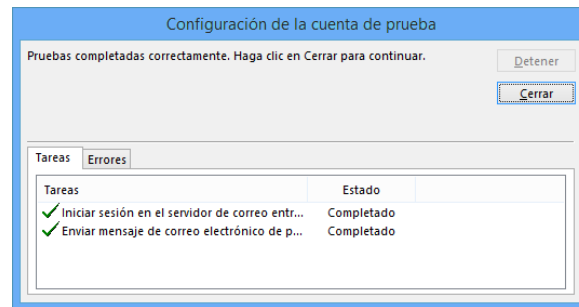 Configuración de la cuenta de prueba
Pruebas completadas correctamente. Haga clic en Cerrar para continuar.
Detener
Cerrar
Tareas Errores
Tareas Estado
Iniciar sesión en el servidor de correo entr... Completado
Enviar mensaje de correo electrónico de p... Completado